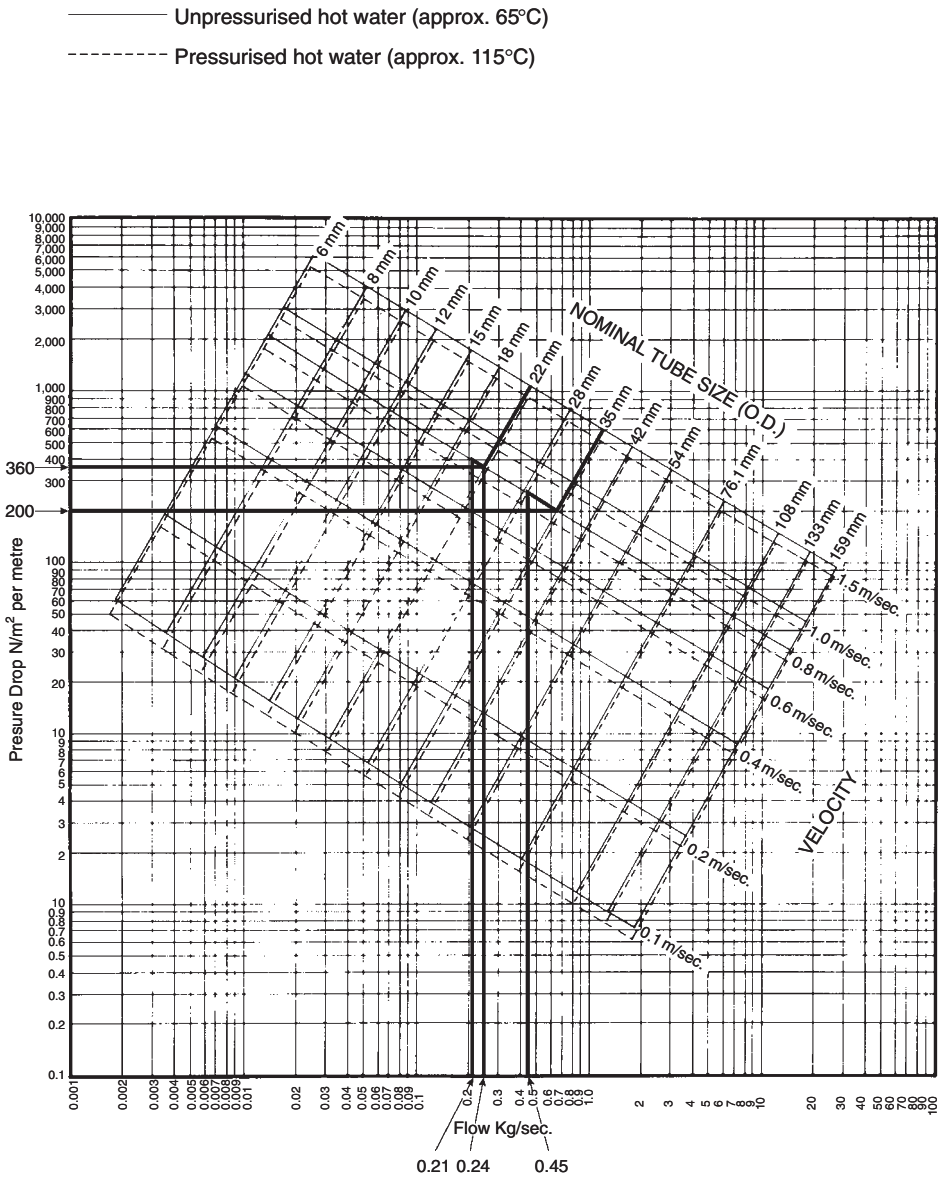 Unpressurised hot water (approx. 65°C)
Pressurised hot water (approx. 115°C)
10,000
9,000
8,000
7,000
6,000
5,000
4,000
3,000
2,000
1,000
900
800
700
600
500
400
360
300
200
100
90
80
70
60
50
40
30
20
10
9
8
7
6
5
4
3
2
10
0.9
0.8
0.7
0.6
0.5
0.4
0.3
0.2
0.1
Presure Drop N/m² per metre
6 mm
8 mm
10 mm
12 mm
15 mm
18 mm
22 mm
28 mm
35 mm
42 mm
54 mm
76.1 mm
108 mm
133 mm
159 mm
NOMINAL TUBE SIZE (O.D.)
1.5 m/sec.
1.0 m/sec.
0.8 m/sec.
0.6 m/sec.
0.4 m/sec.
0.2 m/sec.
0.1 m/sec.
VELOCITY
0.001 0.002 0.003 0.004 0.005 0.006 0.007 0.008 0.009 0.01 0.02 0.03 0.04 0.05 0.06 0.07 0.08 0.09 0.1 0.2 0.3 0.4 0.5 0.6 0.7 0.8 0.9 1.0 2 3 4 5 6 7 8 9 10 20 30 40 50 60 70 80 90 100
Flow Kg/sec.
0.21 0.24 0.45